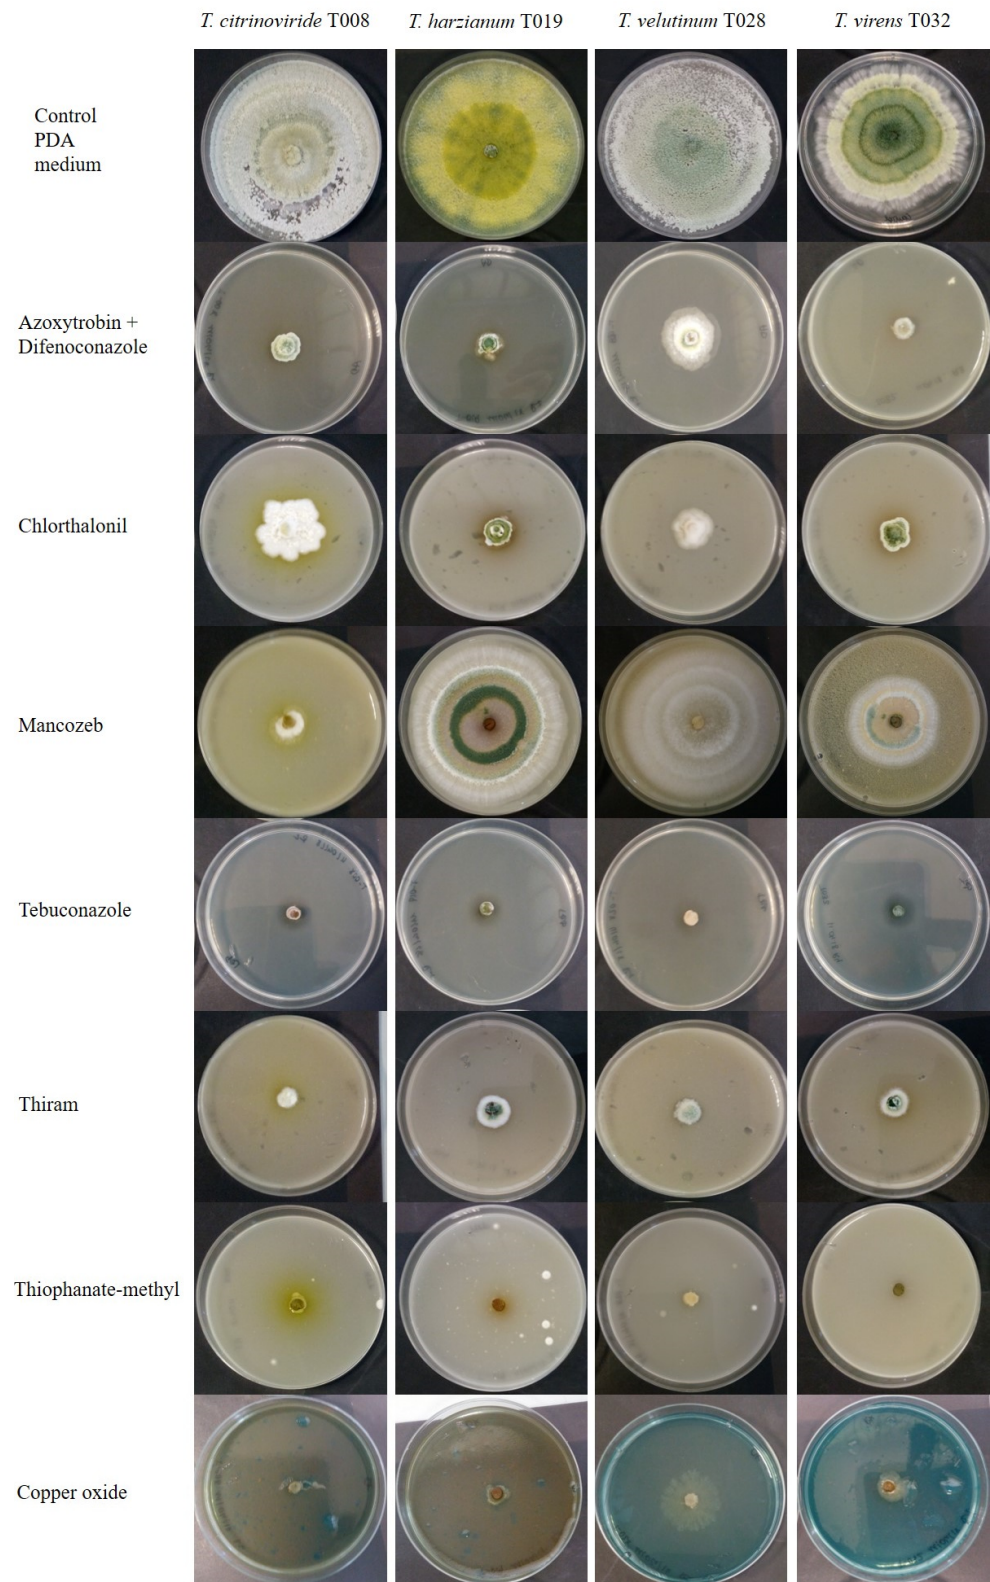 T. citrinoviride T008 T. harzianum T019 T. velutinum T028 T. virens T032
Control
PDA
medium
Azoxytrobin +
Difenoconazole
Chlorthalonil
Mancozeb
Tebuconazole
Thiram
Thiophanate-methyl
Copper oxide